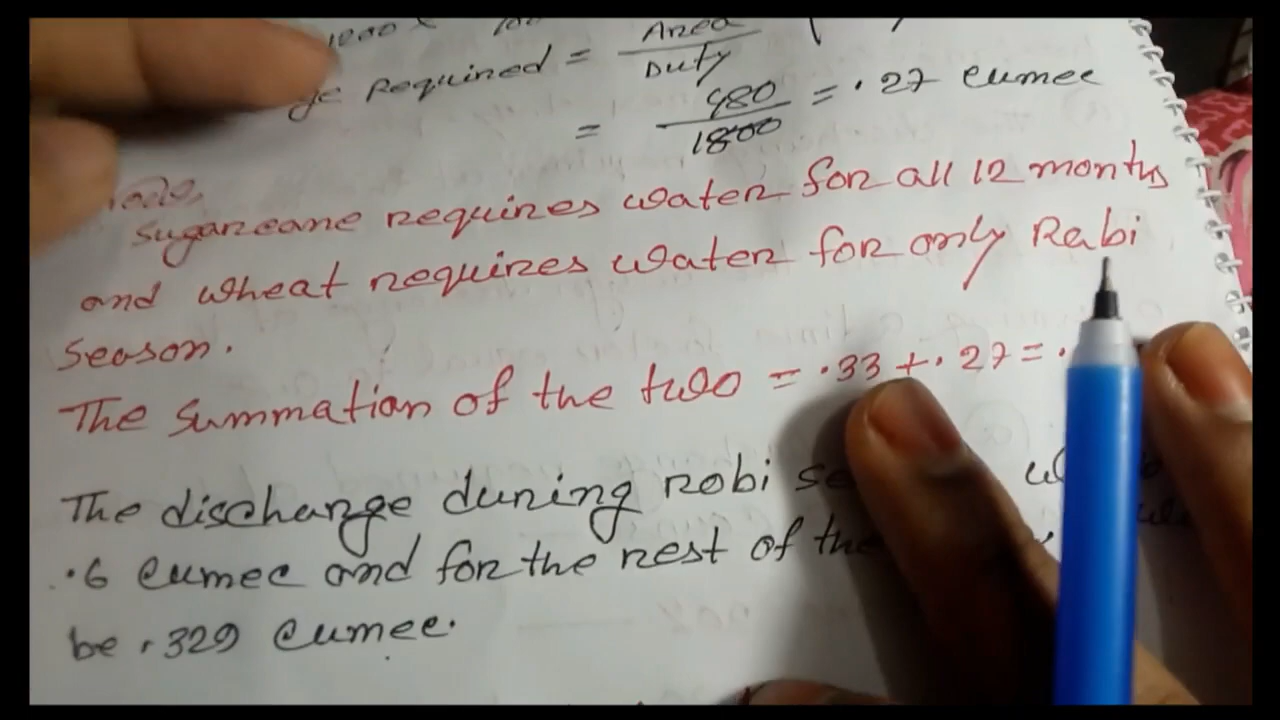 1200 ×
Required = Area / Duty
= 480 / 1800 = .27 cumec
Sugarcane requires water for all 12 months
and wheat requires water for only Rabi
season.
The summation of the two = .33 + .27 = .
The discharge during robi
.6 cumec and for the rest of the
be .329 cumec.